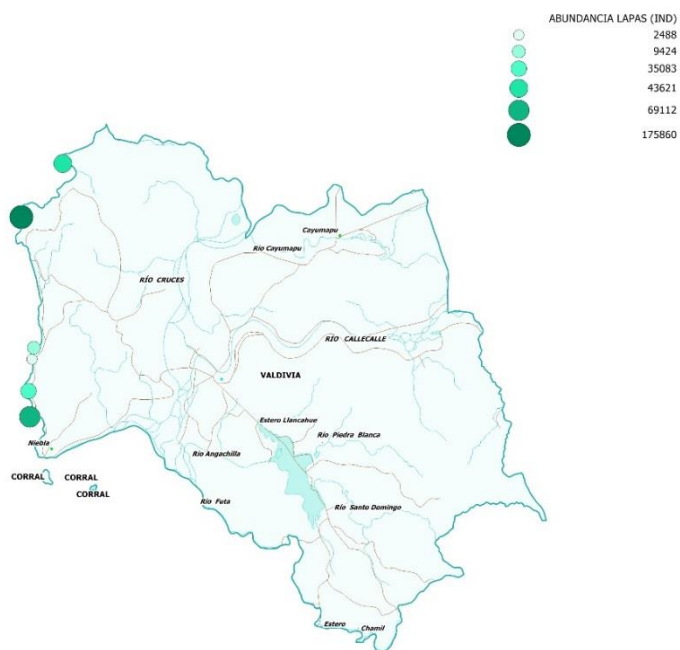 ABUNDANCIA LAPAS (IND)
2488
9424
35083
43621
69112
175860
Cayumapu
Río Cayumapu
RÍO CRUCES
RÍO CALLECALLE
VALDIVIA
Estero Llancahue
Río Piedra Blanca
Niebla
Río Angachilla
CORRAL
CORRAL
CORRAL
Río Futa
Río Santo Domingo
Estero Chamil